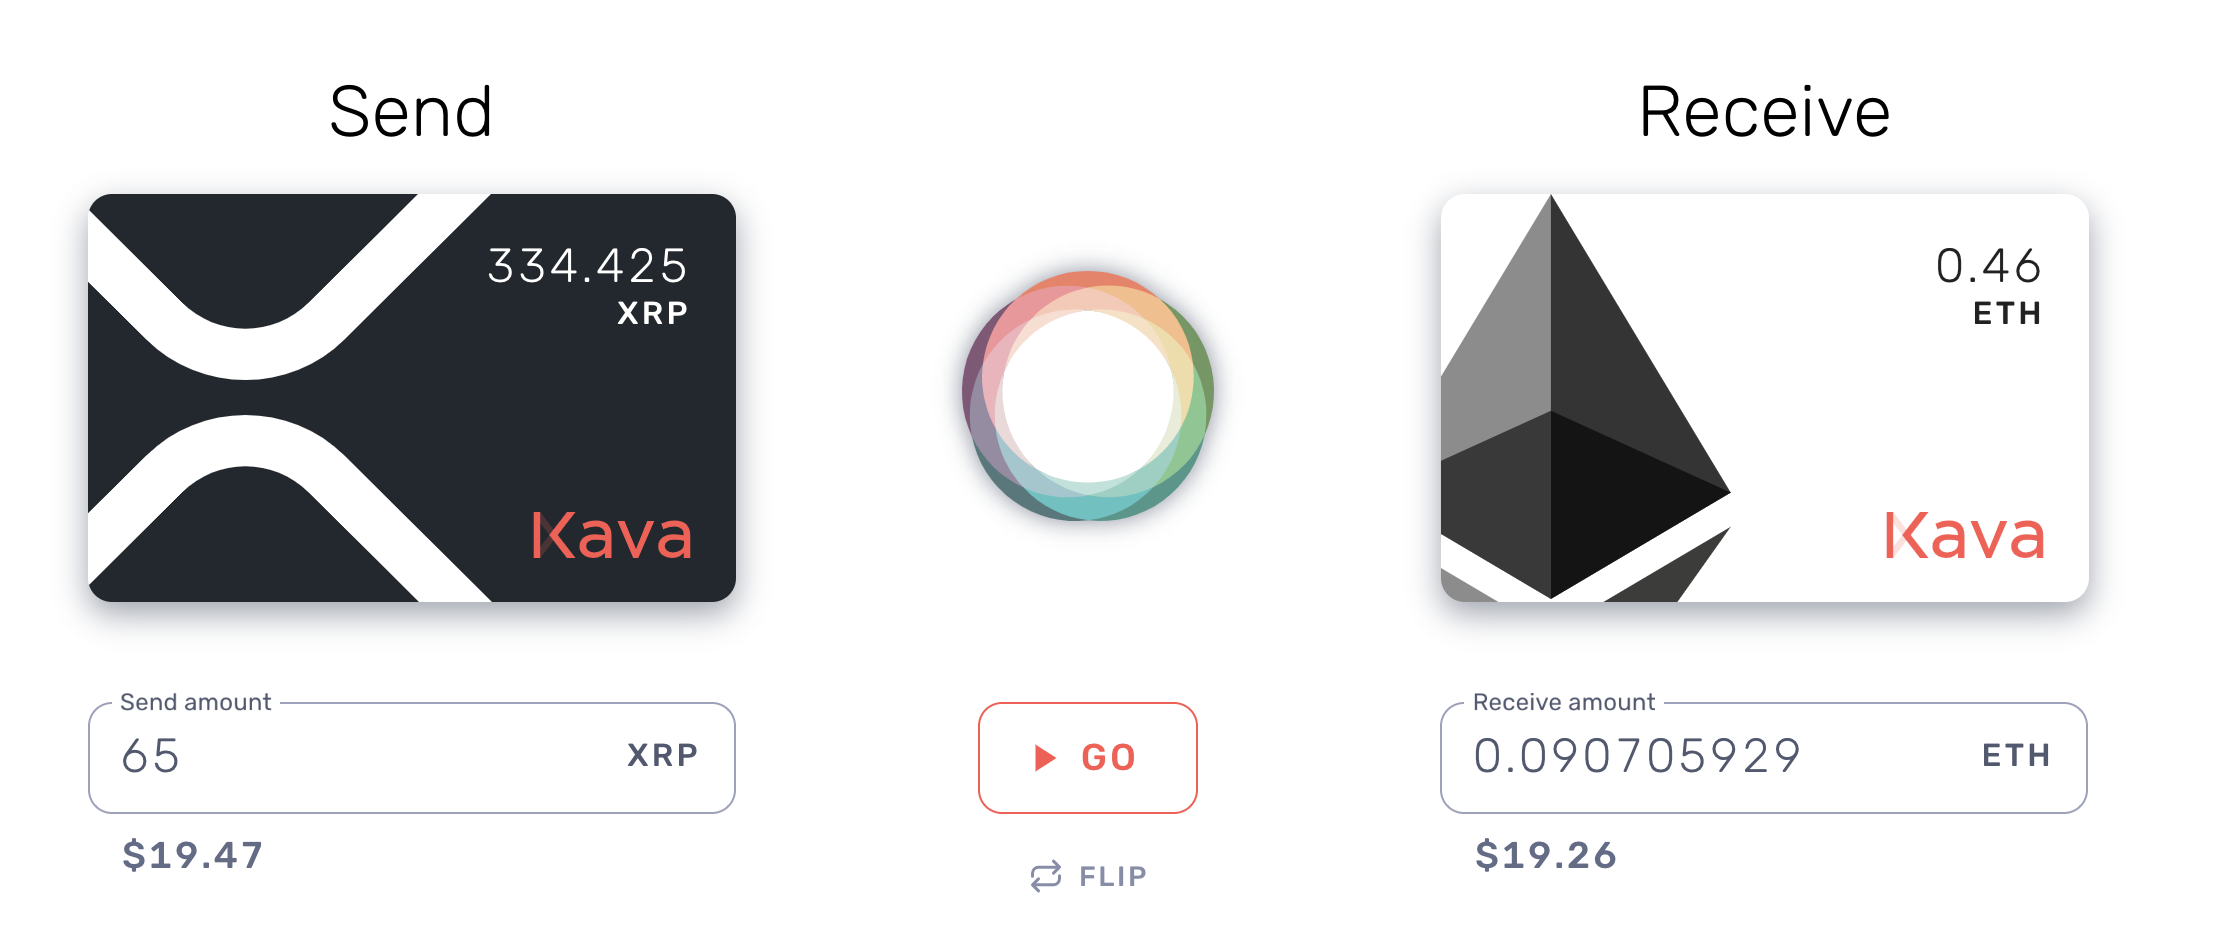 Send
Receive
334.425
XRP
Kava
0.46
ETH
Kava
Send amount
65 XRP
$19.47
GO
FLIP
Receive amount
0.090705929 ETH
$19.26